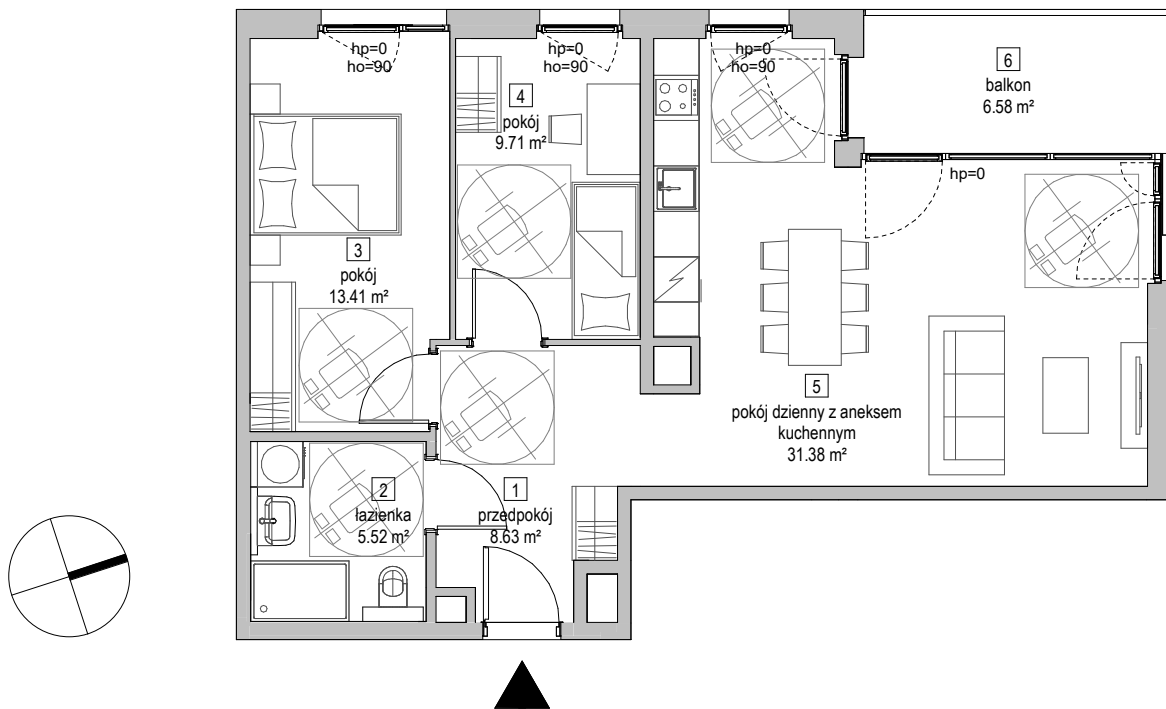 hp=0
ho=90
hp=0
ho=90
hp=0
ho=90
6
balkon
6.58 m²
4
pokój
9.71 m²
hp=0
3
pokój
13.41 m²
5
pokój dzienny z aneksem
kuchennym
31.38 m²
2
łazienka
5.52 m²
1
przedpokój
8.63 m²